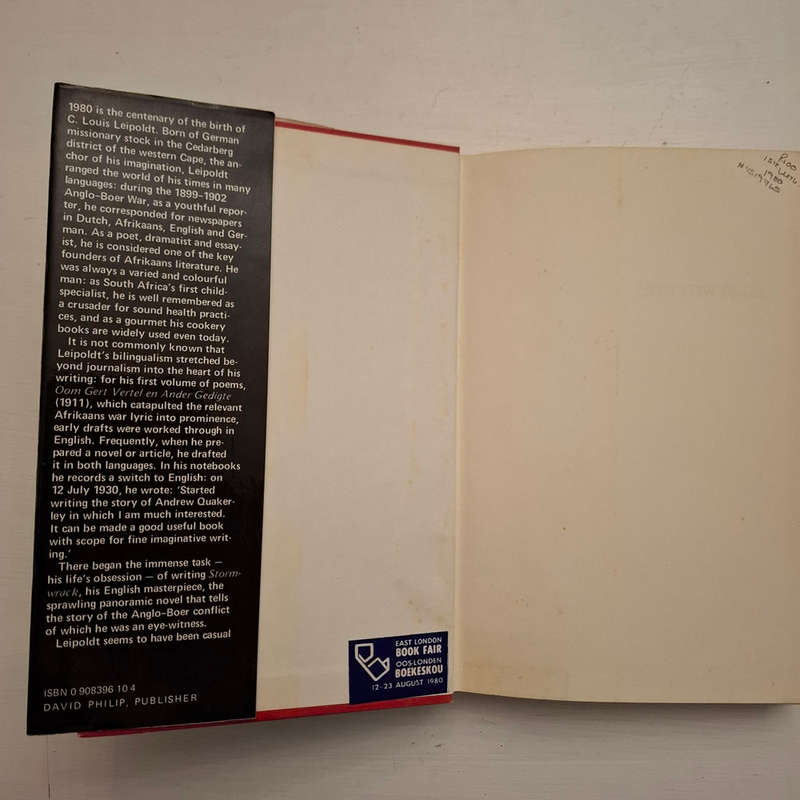 1980 is the centenary of the birth of
C. Louis Leipoldt. Born of German
missionary stock in the Cedarberg
district of the western Cape, the an-
chor of his imagination, Leipoldt
ranged the world of his times in many
languages: during the 1899–1902
Anglo–Boer War, as a youthful repor-
ter, he corresponded for newspapers
in Dutch, Afrikaans, English and Ger-
man. As a poet, dramatist and essay-
ist, he is considered one of the key
founders of Afrikaans literature. He
was always a varied and colourful
man: as South Africa's first child-
specialist, he is well remembered as
a crusader for sound health practi-
ces, and as a gourmet his cookery
books are widely used even today.
It is not commonly known that
Leipoldt's bilingualism stretched be-
yond journalism into the heart of his
writing: for his first volume of poems,
Oom Gert Vertel en Ander Gedigte
(1911), which catapulted the relevant
Afrikaans war lyric into prominence,
early drafts were worked through in
English. Frequently, when he pre-
pared a novel or article, he drafted
it in both languages. In his notebooks
he records a switch to English: on
12 July 1930, he wrote: 'Started
writing the story of Andrew Quaker-
ley in which I am much interested.
It can be made a good useful book
with scope for fine imaginative writ-
ing.'
There began the immense task —
his life's obsession — of writing Storm-
wrack, his English masterpiece, the
sprawling panoramic novel that tells
the story of the Anglo–Boer conflict
of which he was an eye-witness.
Leipoldt seems to have been casual
ISBN 0 908396 10 4
DAVID PHILIP, PUBLISHER
EAST LONDON
BOOK FAIR
OOS-LONDEN
BOEKESKOU
12-23 AUGUST 1980
R100
1980